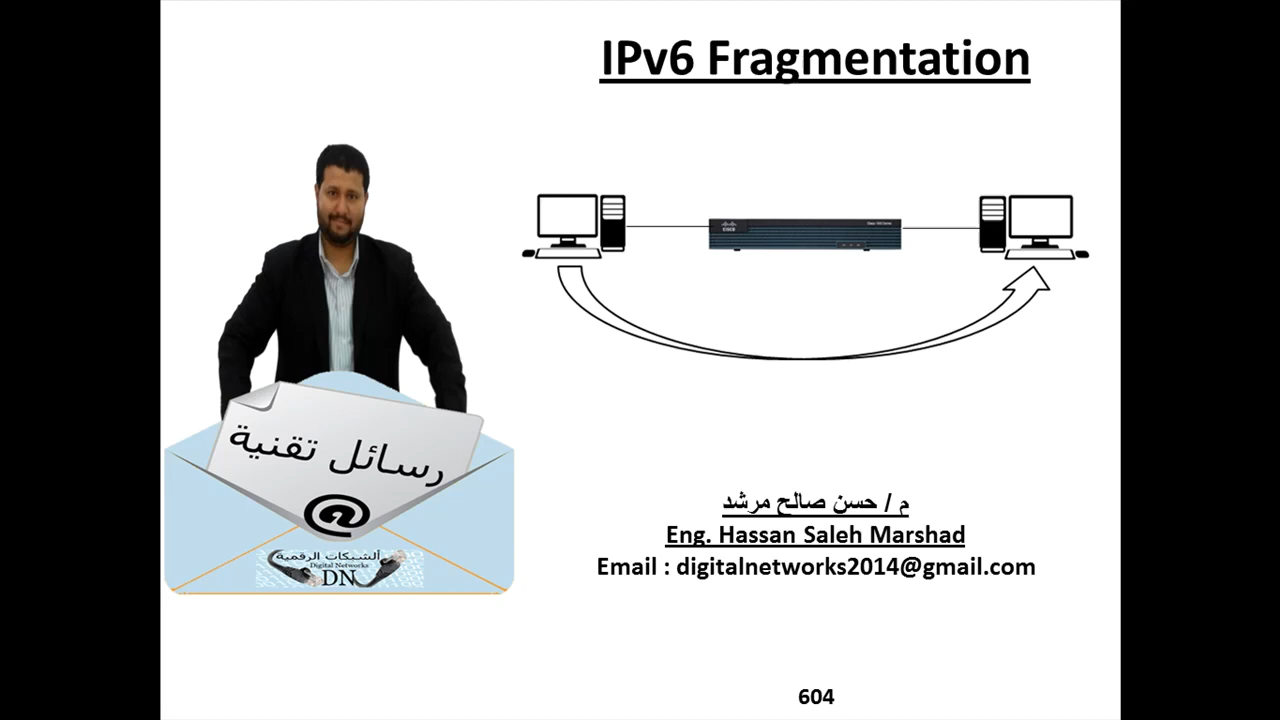 IPv6 Fragmentation
رسائل تقنية
@
الشبكات الرقمية
Digital Networks
DN
م / حسن صالح مرشد
Eng. Hassan Saleh Marshad
Email : digitalnetworks2014@gmail.com
604